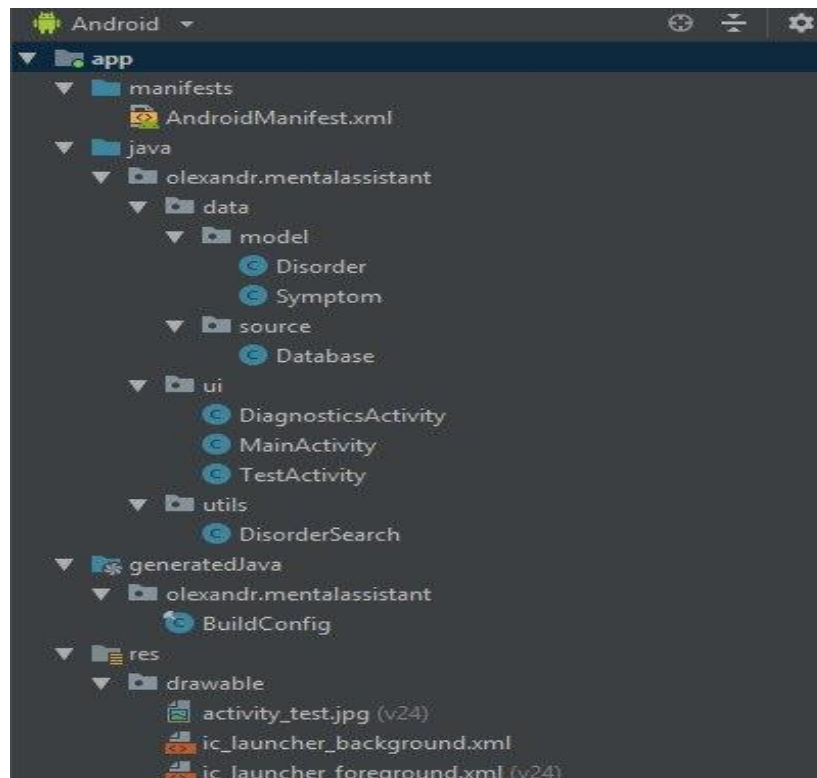 Android
app
manifests
AndroidManifest.xml
java
olexandr.mentalassistant
data
model
Disorder
Symptom
source
Database
ui
DiagnosticsActivity
MainActivity
TestActivity
utils
DisorderSearch
generatedJava
olexandr.mentalassistant
BuildConfig
res
drawable
activity_test.jpg (v24)
ic_launcher_background.xml
ic_launcher_foreground.xml (v24)